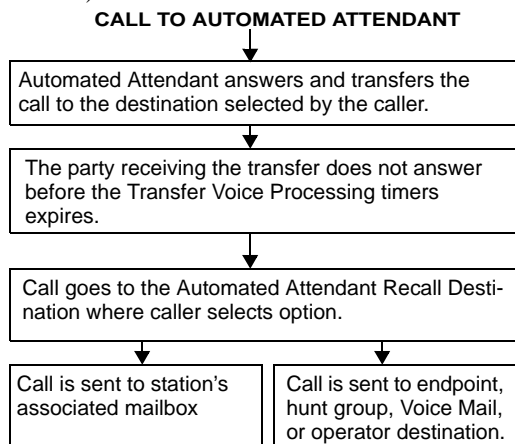 CALL TO AUTOMATED ATTENDANT
Automated Attendant answers and transfers the
call to the destination selected by the caller.
The party receiving the transfer does not answer
before the Transfer Voice Processing timers
expires.
Call goes to the Automated Attendant Recall Desti-
nation where caller selects option.
Call is sent to station's
associated mailbox
Call is sent to endpoint,
hunt group, Voice Mail,
or operator destination.